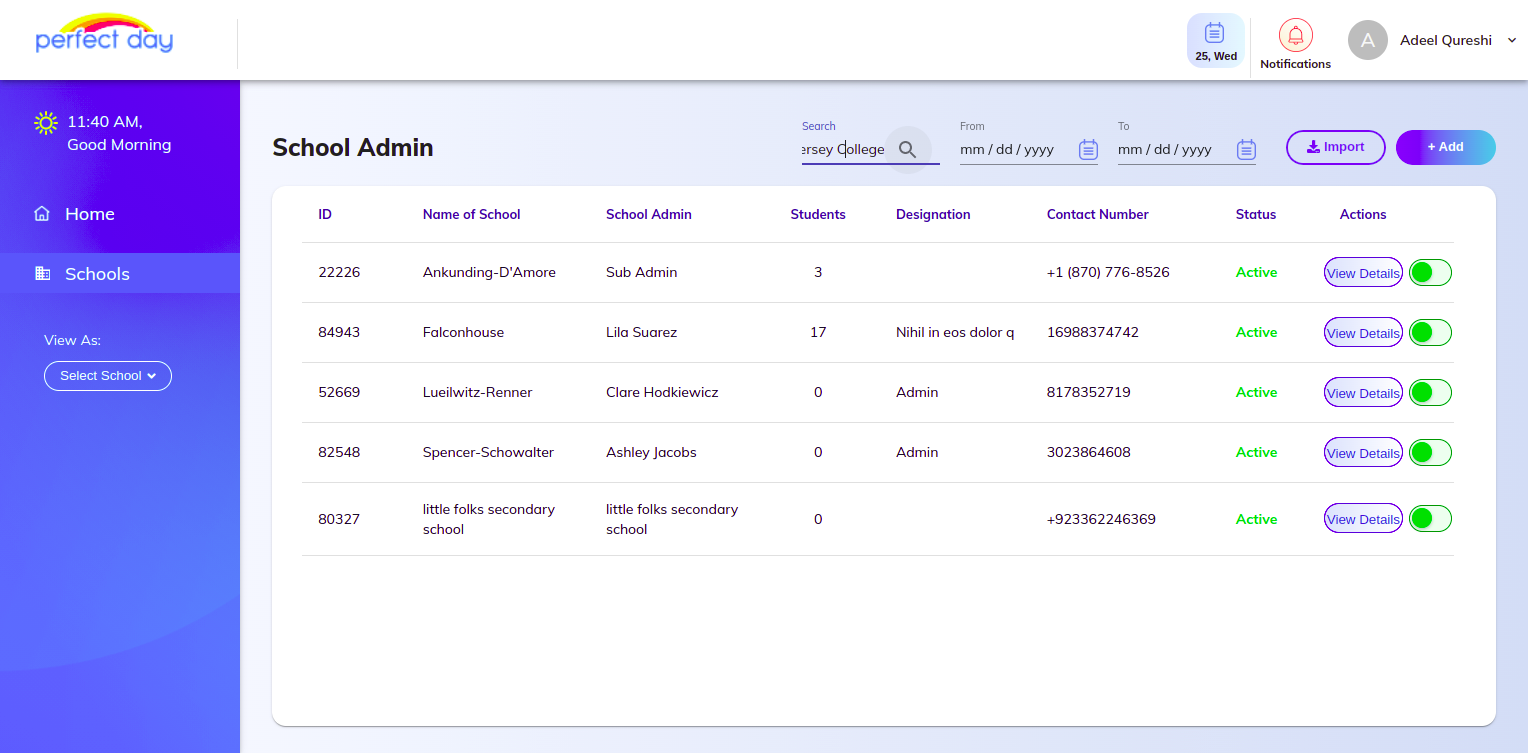 perfect day
25, Wed
Notifications
A
Adeel Qureshi
11:40 AM,
Good Morning
Home
Schools
View As:
Select School
School Admin
Search
ersey College
From
mm / dd / yyyy
To
mm / dd / yyyy
Import
+ Add
ID Name of School School Admin Students Designation Contact Number Status Actions
22226 Ankunding-D'Amore Sub Admin 3 +1 (870) 776-8526 Active View Details
84943 Falconhouse Lila Suarez 17 Nihil in eos dolor q 16988374742 Active View Details
52669 Lueilwitz-Renner Clare Hodkiewicz 0 Admin 8178352719 Active View Details
82548 Spencer-Schowalter Ashley Jacobs 0 Admin 3023864608 Active View Details
80327 little folks secondary school little folks secondary school 0 +923362246369 Active View Details